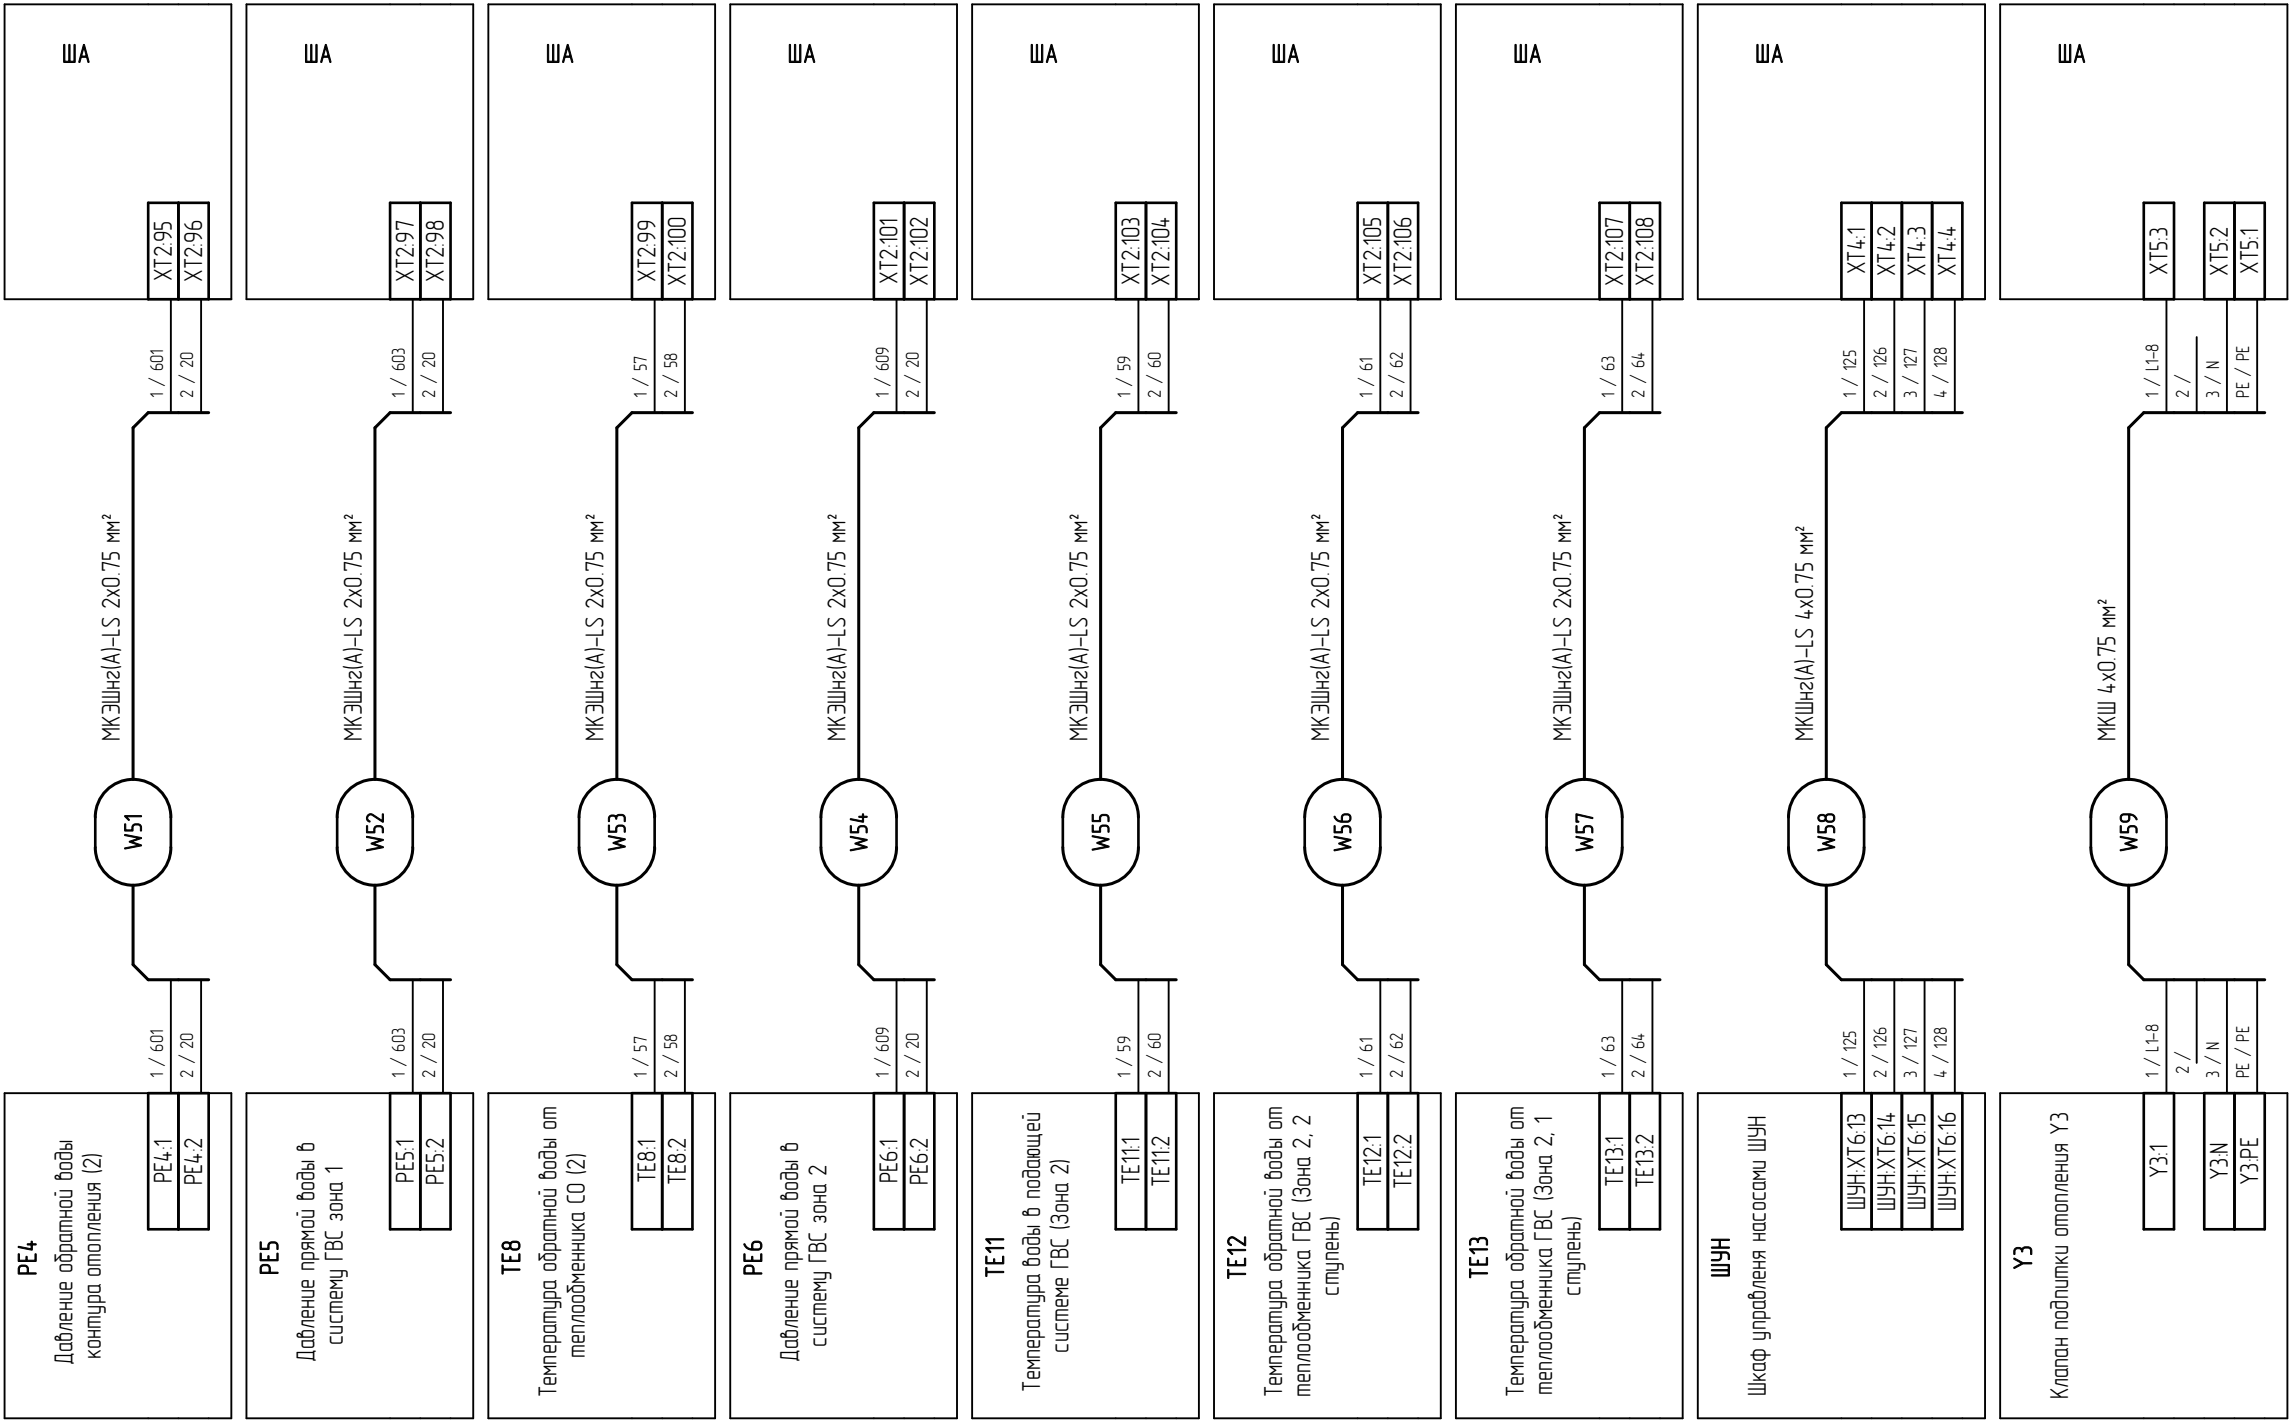 PE4
Давление обратной воды
контура отопления (2)
PE4:1
PE4:2
1 / 601
2 / 20
W51
МКЭШнг(А)-LS 2x0.75 мм²
1 / 601
2 / 20
XT2:95
XT2:96
ША
PE5
Давление прямой воды в
систему ГВС зона 1
PE5:1
PE5:2
1 / 603
2 / 20
W52
МКЭШнг(А)-LS 2x0.75 мм²
1 / 603
2 / 20
XT2:97
XT2:98
ША
TE8
Температура обратной воды от
теплообменника СО (2)
TE8:1
TE8:2
1 / 57
2 / 58
W53
МКЭШнг(А)-LS 2x0.75 мм²
1 / 57
2 / 58
XT2:99
XT2:100
ША
PE6
Давление прямой воды в
систему ГВС зона 2
PE6:1
PE6:2
1 / 609
2 / 20
W54
МКЭШнг(А)-LS 2x0.75 мм²
1 / 609
2 / 20
XT2:101
XT2:102
ША
TE11
Температура воды в подающей
системе ГВС (Зона 2)
TE11:1
TE11:2
1 / 59
2 / 60
W55
МКЭШнг(А)-LS 2x0.75 мм²
1 / 59
2 / 60
XT2:103
XT2:104
ША
TE12
Температура обратной воды от
теплообменника ГВС (Зона 2, 2
ступень)
TE12:1
TE12:2
1 / 61
2 / 62
W56
МКЭШнг(А)-LS 2x0.75 мм²
1 / 61
2 / 62
XT2:105
XT2:106
ША
TE13
Температура обратной воды от
теплообменника ГВС (Зона 2, 1
ступень)
TE13:1
TE13:2
1 / 63
2 / 64
W57
МКЭШнг(А)-LS 2x0.75 мм²
1 / 63
2 / 64
XT2:107
XT2:108
ША
ШУН
Шкаф управленя насосами ШУН
ШУН:XT6:13
ШУН:XT6:14
ШУН:XT6:15
ШУН:XT6:16
1 / 125
2 / 126
3 / 127
4 / 128
W58
МКШнг(А)-LS 4x0.75 мм²
1 / 125
2 / 126
3 / 127
4 / 128
XT4:1
XT4:2
XT4:3
XT4:4
ША
Y3
Клапан подпитки отопления Y3
Y3:1
Y3:N
Y3:PE
1 / L1-8
2 /
3 / N
PE / PE
W59
МКШ 4x0.75 мм²
1 / L1-8
2 /
3 / N
PE / PE
XT5:3
XT5:2
XT5:1
ША